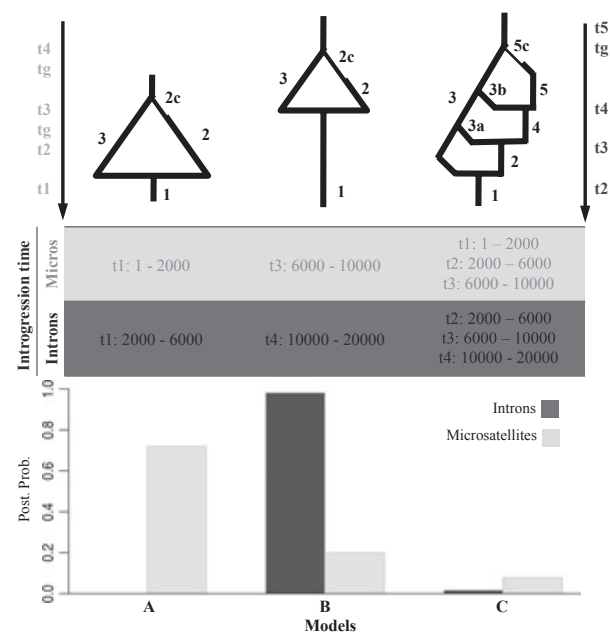 t4
tg
t3
tg
t2
t1
3
2c
2
1
3
2c
2
1
5c
3b
3
5
3a
4
2
1
t5
tg
t4
t3
t2
Introgression time
Micros
t1: 1 - 2000
t3: 6000 - 10000
t1: 1 – 2000
t2: 2000 – 6000
t3: 6000 - 10000
Introns
t1: 2000 - 6000
t4: 10000 - 20000
t2: 2000 – 6000
t3: 6000 – 10000
t4: 10000 - 20000
Post. Prob.
1.0
0.8
0.6
0.4
0.2
0.0
Introns
Microsatellites
A
B
C
Models